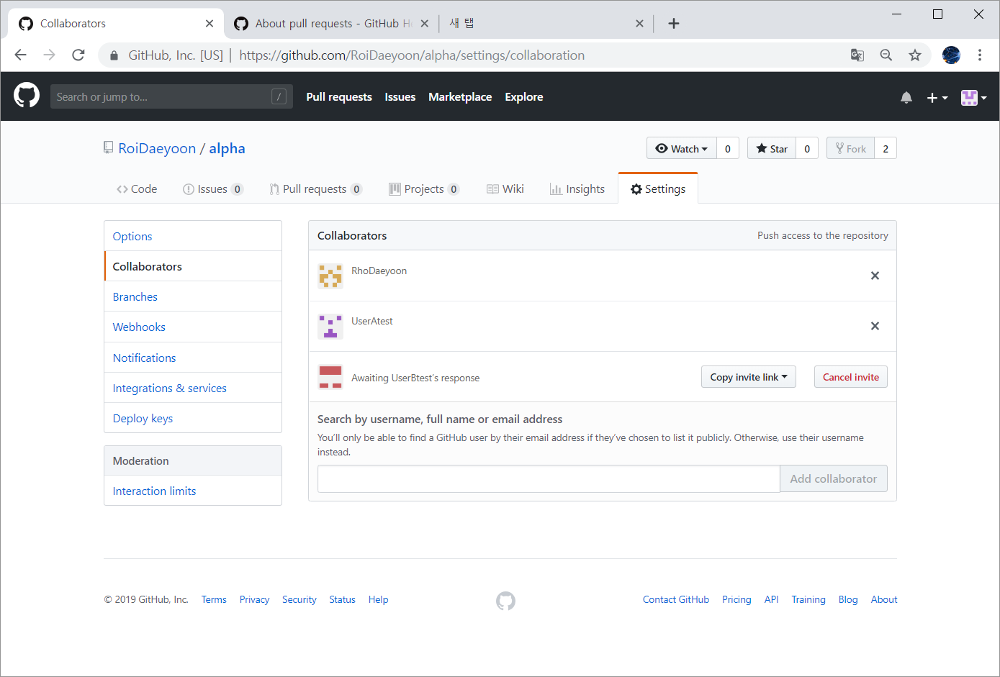 Collaborators
About pull requests - GitHub H
새 탭
GitHub, Inc. [US] | https://github.com/RoiDaeyoon/alpha/settings/collaboration
Search or jump to... /
Pull requests Issues Marketplace Explore
RoiDaeyoon / alpha
Watch 0 Star 0 Fork 2
Code Issues 0 Pull requests 0 Projects 0 Wiki Insights Settings
Options
Collaborators
Branches
Webhooks
Notifications
Integrations & services
Deploy keys
Moderation
Interaction limits
Collaborators Push access to the repository
RhoDaeyoon
UserAtest
Awaiting UserBtest's response Copy invite link Cancel invite
Search by username, full name or email address
You'll only be able to find a GitHub user by their email address if they've chosen to list it publicly. Otherwise, use their username
instead.
Add collaborator
© 2019 GitHub, Inc. Terms Privacy Security Status Help
Contact GitHub Pricing API Training Blog About